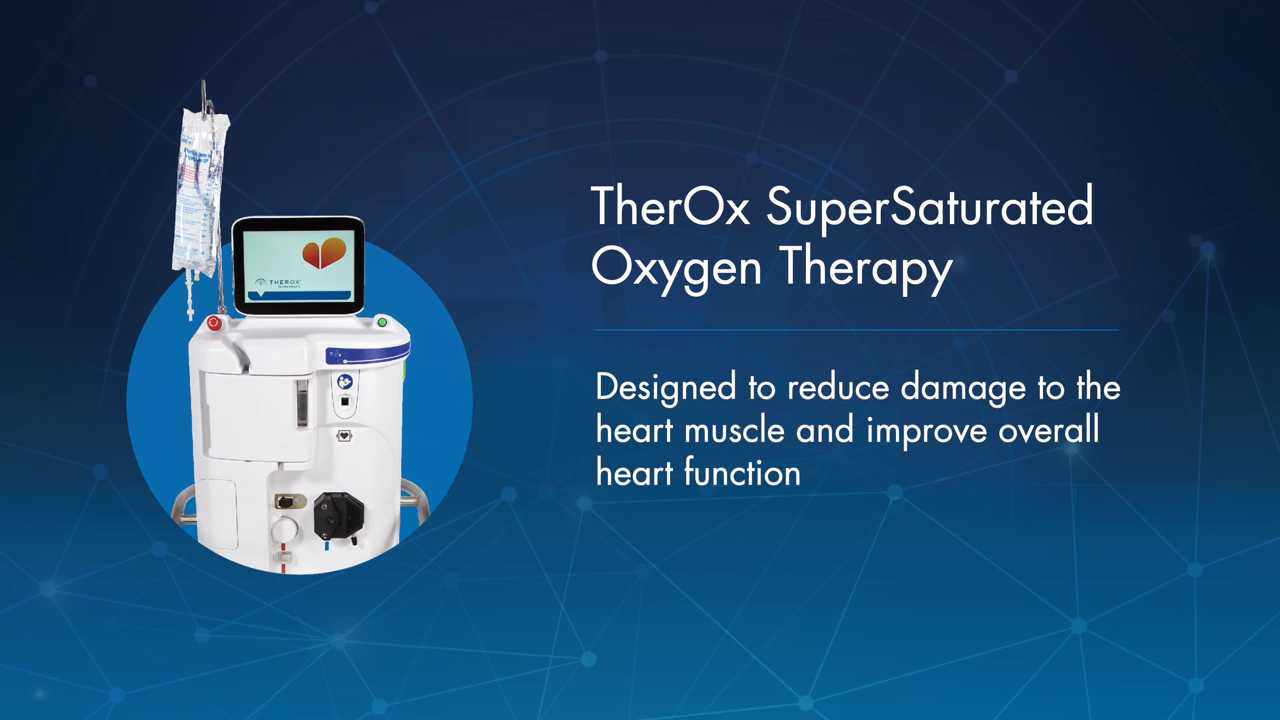 TherOx SuperSaturated
Oxygen Therapy
Designed to reduce damage to the
heart muscle and improve overall
heart function
THEROX